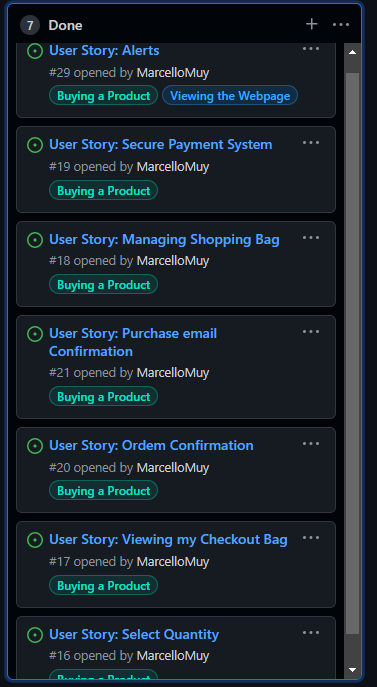 7 Done
User Story: Alerts
#29 opened by MarcelloMuy
Buying a Product Viewing the Webpage
User Story: Secure Payment System
#19 opened by MarcelloMuy
Buying a Product
User Story: Managing Shopping Bag
#18 opened by MarcelloMuy
Buying a Product
User Story: Purchase email
Confirmation
#21 opened by MarcelloMuy
Buying a Product
User Story: Ordem Confirmation
#20 opened by MarcelloMuy
Buying a Product
User Story: Viewing my Checkout Bag
#17 opened by MarcelloMuy
Buying a Product
User Story: Select Quantity
#16 opened by MarcelloMuy
Buying a Product